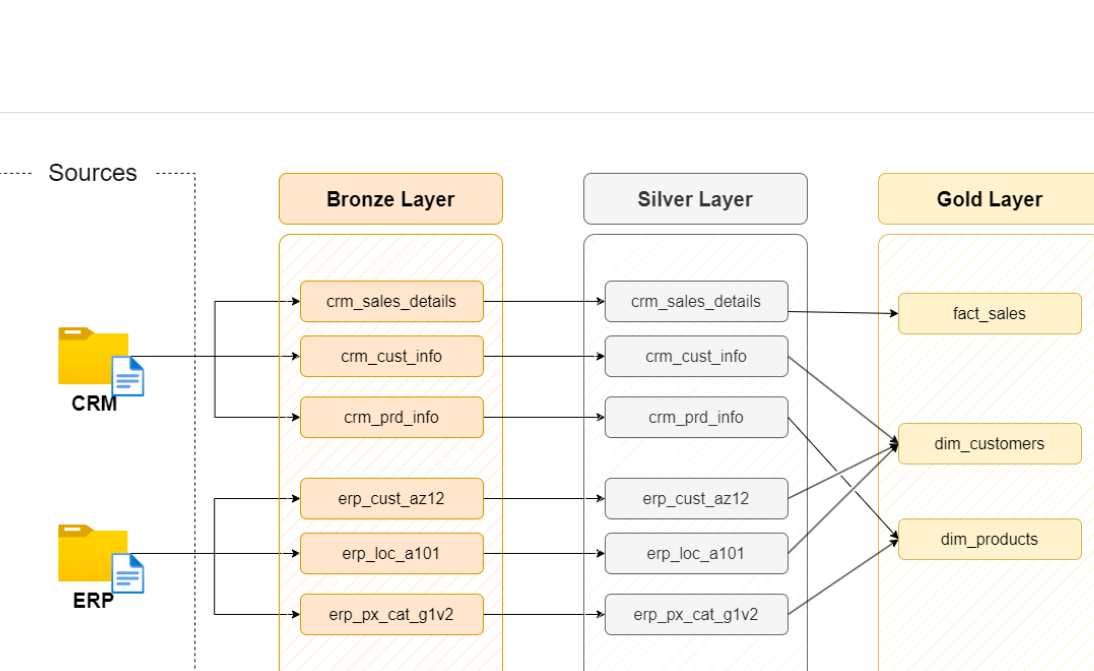 Sources
Bronze Layer
Silver Layer
Gold Layer
crm_sales_details
crm_sales_details
fact_sales
crm_cust_info
crm_cust_info
CRM
crm_prd_info
crm_prd_info
dim_customers
erp_cust_az12
erp_cust_az12
dim_products
erp_loc_a101
erp_loc_a101
ERP
erp_px_cat_g1v2
erp_px_cat_g1v2